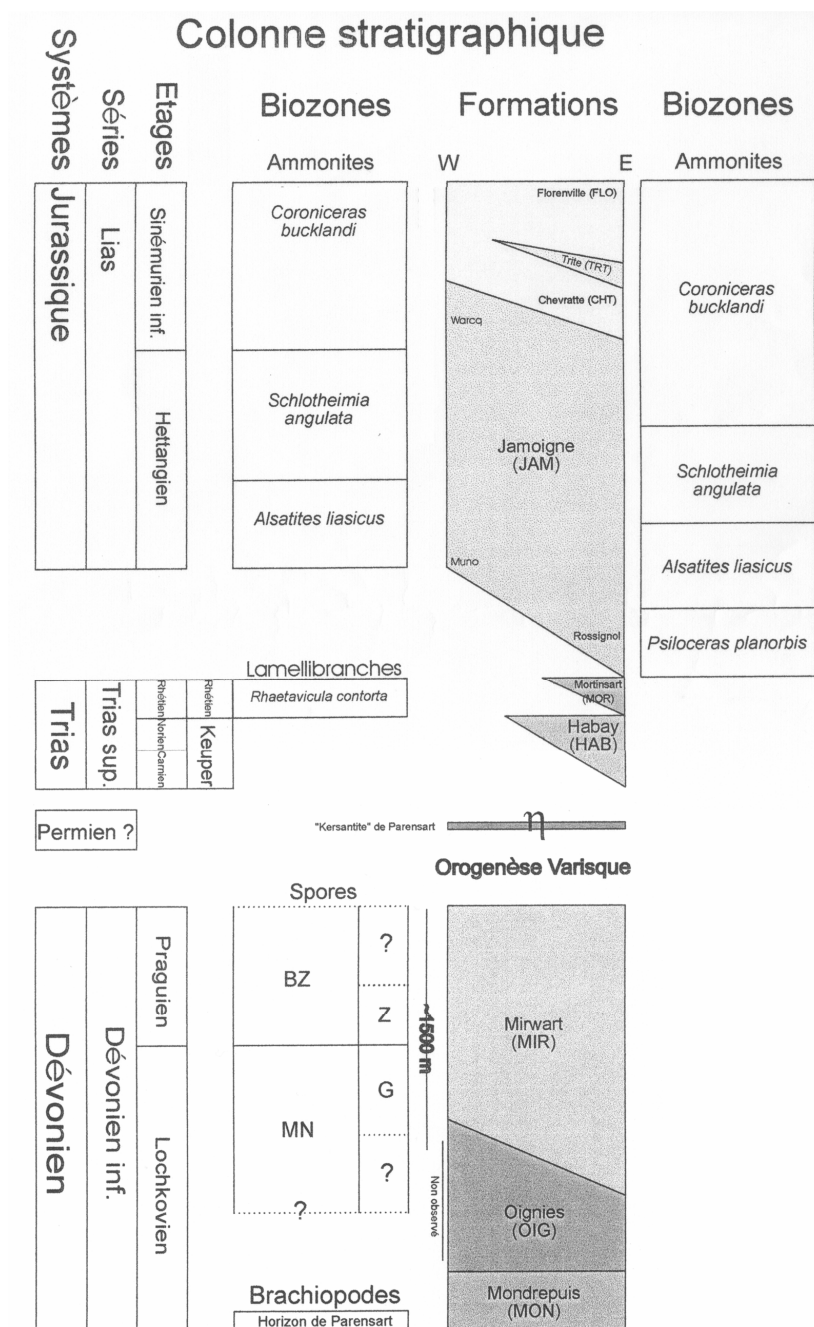 Colonne stratigraphique
Systèmes
Séries
Etages
Biozones
Formations
Biozones
Ammonites
W
E
Ammonites
Jurassique
Lias
Sinémurien inf.
Hettangien
Coroniceras
bucklandi
Schlotheimia
angulata
Alsatites liasicus
Florenville (FLO)
Trite (TRT)
Chevratte (CHT)
Warcq
Jamoigne
(JAM)
Muno
Rossignol
Coroniceras
bucklandi
Schlotheimia
angulata
Alsatites liasicus
Psiloceras planorbis
Lamellibranches
Trias
Trias sup.
Rhétien
Norien
Carnien
Rhétien
Keuper
Rhaetavicula contorta
Mortinsart
(MOR)
Habay
(HAB)
Permien ?
"Kersantite" de Parensart
η
Orogenèse Varisque
Spores
Dévonien
Dévonien inf.
Praguien
Lochkovien
BZ
?
Z
MN
G
?
?
~1500 m
Non observé
Mirwart
(MIR)
Oignies
(OIG)
Mondrepuis
(MON)
Brachiopodes
Horizon de Parensart